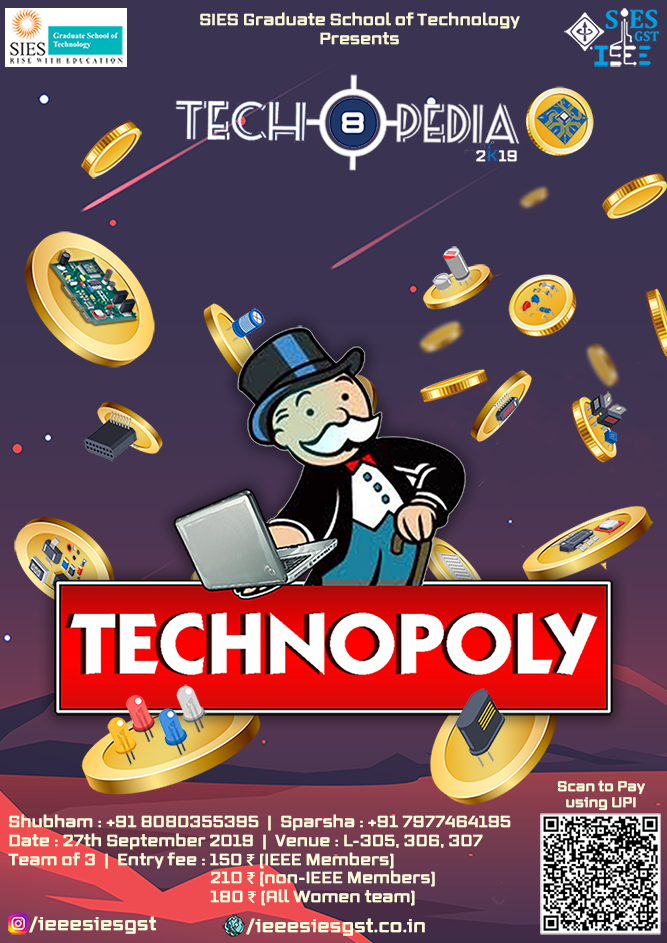 SIES Graduate School of Technology
Presents
SIES
Graduate School of
Technology
RISE WITH EDUCATION
SIES
GST
IEEE
TECH 8 PEDIA
2k19
TECHNOPOLY
Scan to Pay
using UPI
Shubham : +91 8080355395 | Sparsha : +91 7977464195
Date : 27th September 2019 | Venue : L-305, 306, 307
Team of 3 | Entry fee : 150 ₹ (IEEE Members)
210 ₹ (non-IEEE Members)
180 ₹ (All Women team)
/ieeesiesgst /ieeesiesgst.co.in